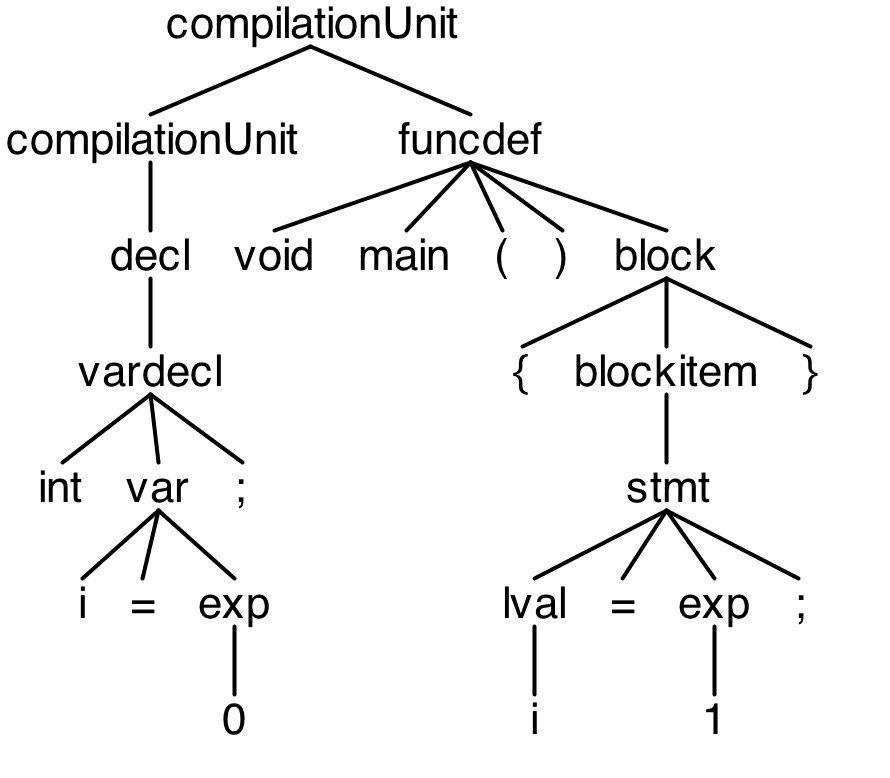 compilationUnit
compilationUnit funcdef
decl void main ( ) block
vardecl { blockitem }
int var ; stmt
i = exp lval = exp ;
0 i 1